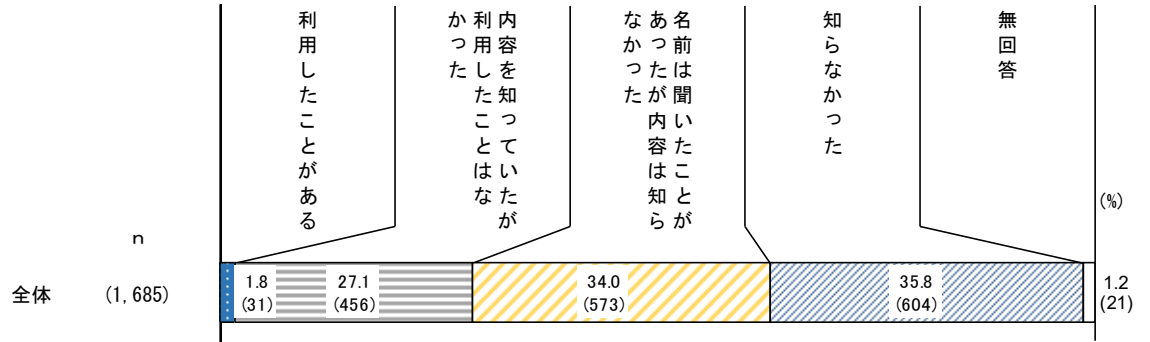 利用したことがある
内容を知っていたが
利用したことはな
かった
名前は聞いたことが
あったが内容は知ら
なかった
知らなかった
無回答
(%)
n
全体 (1,685)
1.8 27.1 34.0 35.8 1.2
(31) (456) (573) (604) (21)